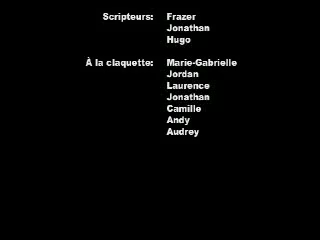 Scripteurs: Frazer
Jonathan
Hugo
À la claquette: Marie-Gabrielle
Jordan
Laurence
Jonathan
Camille
Andy
Audrey